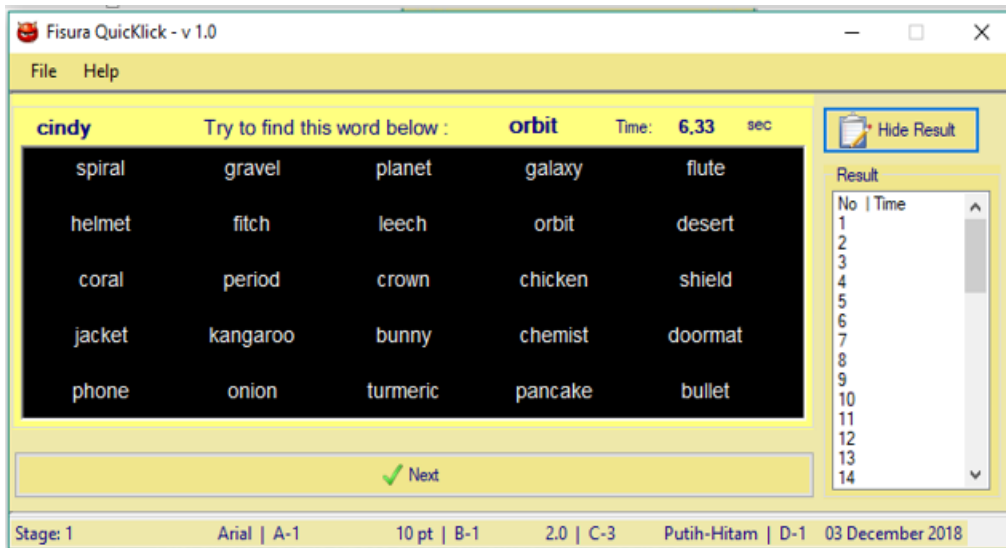 Fisura QuicKlick - v 1.0
File Help
cindy Try to find this word below : orbit Time: 6,33 sec
Hide Result
spiral gravel planet galaxy flute
helmet fitch leech orbit desert
coral period crown chicken shield
jacket kangaroo bunny chemist doormat
phone onion turmeric pancake bullet
Result
No | Time
1
2
3
4
5
6
7
8
9
10
11
12
13
14
Next
Stage: 1 Arial | A-1 10 pt | B-1 2.0 | C-3 Putih-Hitam | D-1 03 December 2018